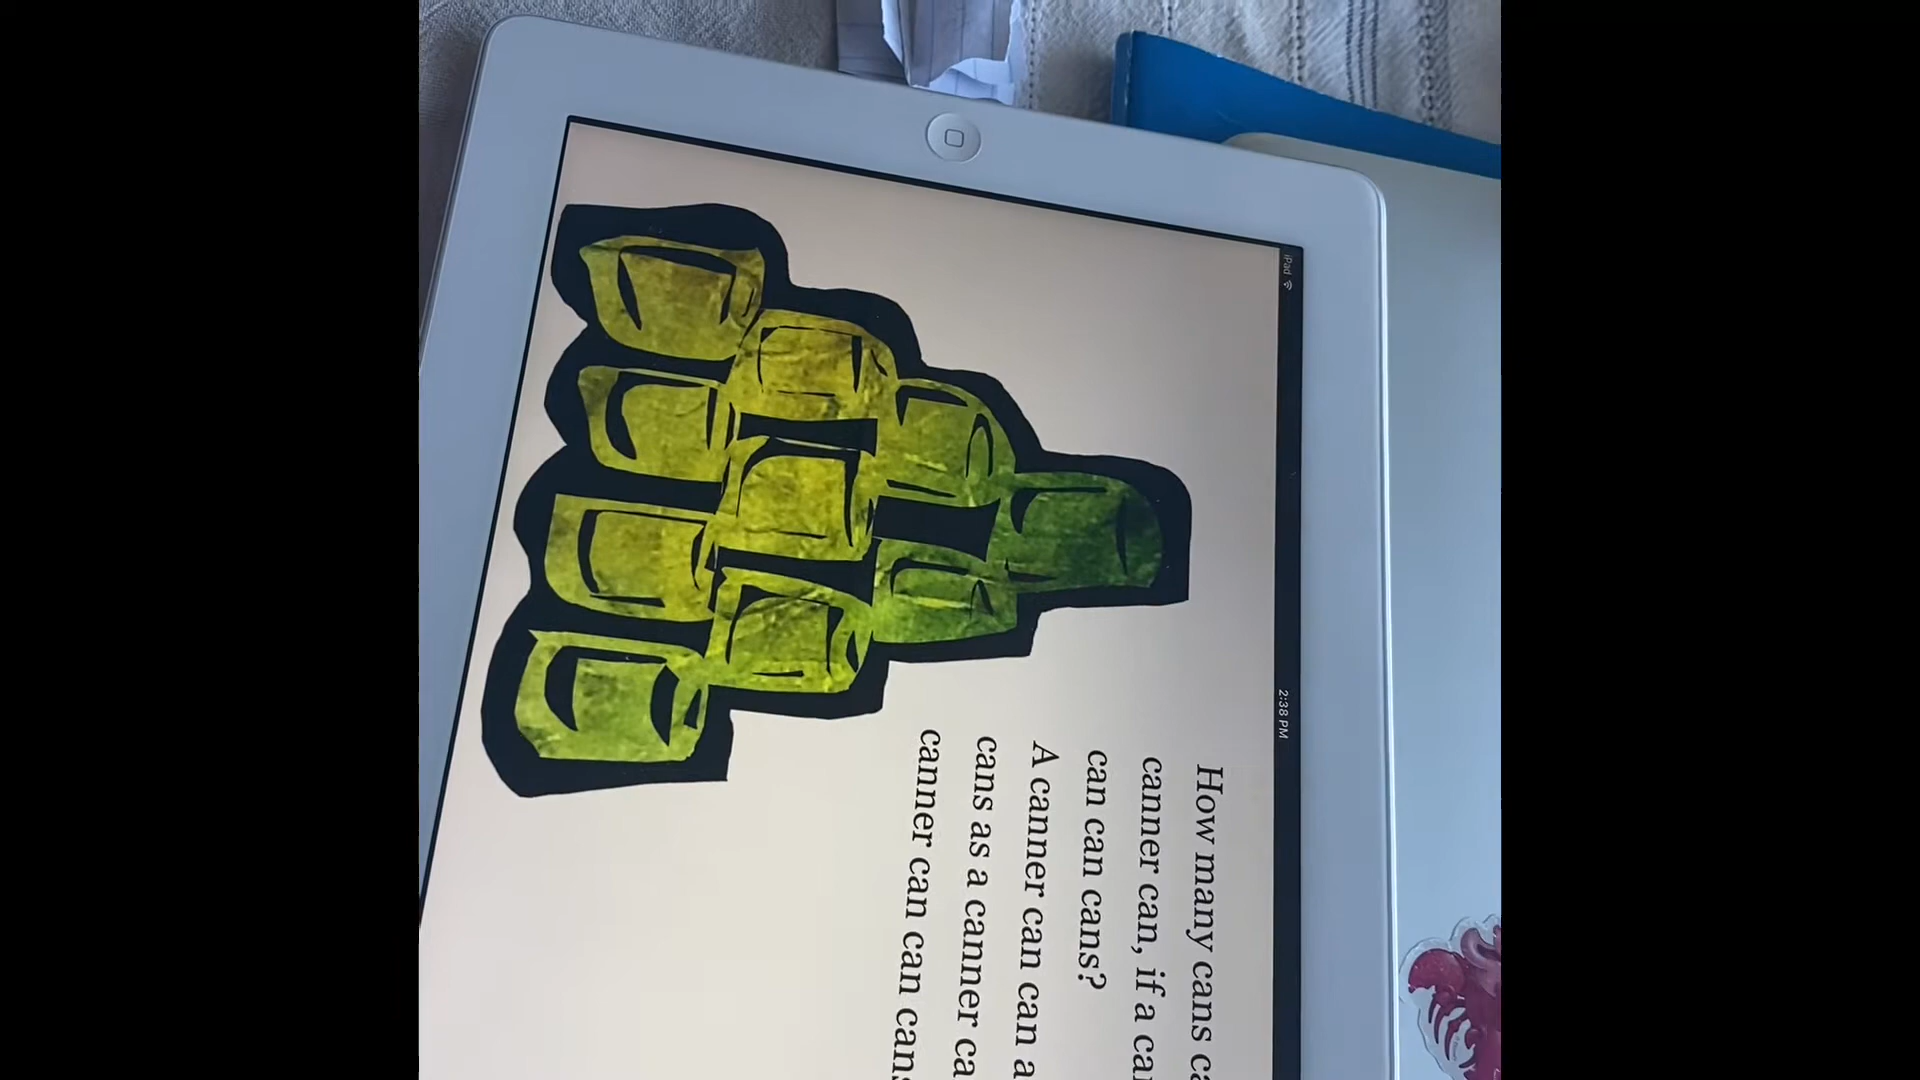 iPad
2:38 PM
How many cans
canner can, if a
can can cans?
A canner can can
cans as a canner
canner can can cans